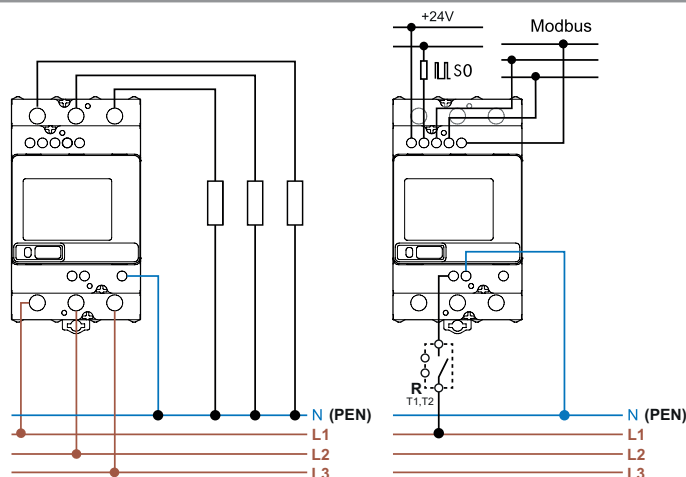 +24V
Modbus
S0
R
T1,T2
N (PEN)
L1
L2
L3
N (PEN)
L1
L2
L3